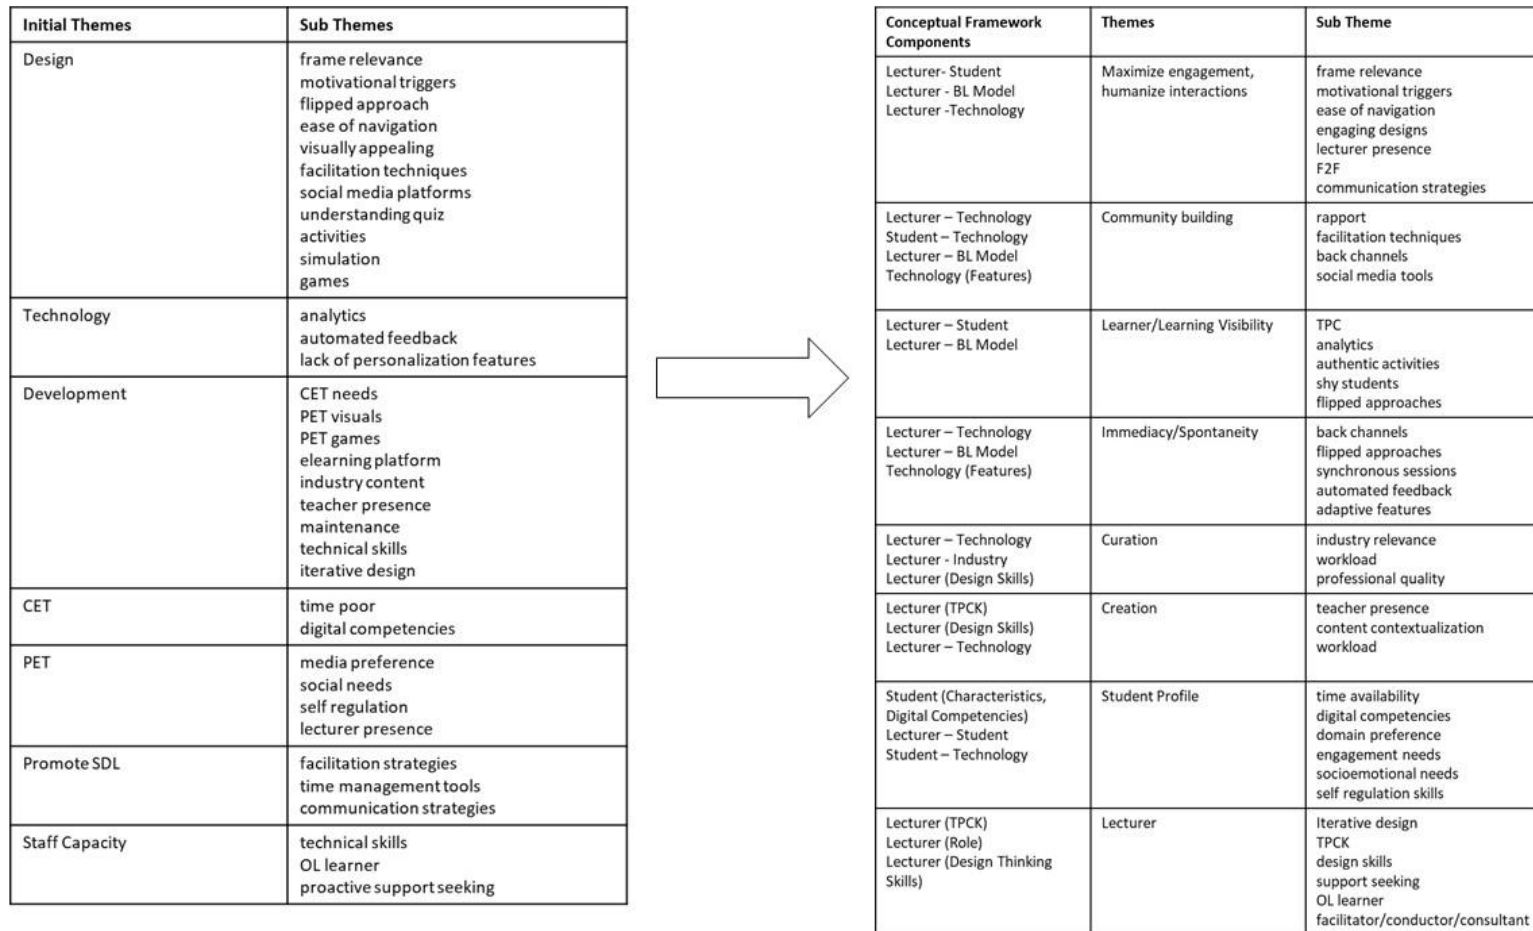 Initial Themes
Sub Themes
Design
frame relevance
motivational triggers
flipped approach
ease of navigation
visually appealing
facilitation techniques
social media platforms
understanding quiz
activities
simulation
games
Technology
analytics
automated feedback
lack of personalization features
Development
CET needs
PET visuals
PET games
elearning platform
industry content
teacher presence
maintenance
technical skills
iterative design
CET
time poor
digital competencies
PET
media preference
social needs
self regulation
lecturer presence
Promote SDL
facilitation strategies
time management tools
communication strategies
Staff Capacity
technical skills
OL learner
proactive support seeking
Conceptual Framework
Components
Themes
Sub Theme
Lecturer- Student
Lecturer - BL Model
Lecturer -Technology
Maximize engagement,
humanize interactions
frame relevance
motivational triggers
ease of navigation
engaging designs
lecturer presence
F2F
communication strategies
Lecturer – Technology
Student – Technology
Lecturer – BL Model
Technology (Features)
Community building
rapport
facilitation techniques
back channels
social media tools
Lecturer – Student
Lecturer – BL Model
Learner/Learning Visibility
TPC
analytics
authentic activities
shy students
flipped approaches
Lecturer – Technology
Lecturer – BL Model
Technology (Features)
Immediacy/Spontaneity
back channels
flipped approaches
synchronous sessions
automated feedback
adaptive features
Lecturer – Technology
Lecturer - Industry
Lecturer (Design Skills)
Curation
industry relevance
workload
professional quality
Lecturer (TPCK)
Lecturer (Design Skills)
Lecturer – Technology
Creation
teacher presence
content contextualization
workload
Student (Characteristics,
Digital Competencies)
Lecturer – Student
Student – Technology
Student Profile
time availability
digital competencies
domain preference
engagement needs
socioemotional needs
self regulation skills
Lecturer (TPCK)
Lecturer (Role)
Lecturer (Design Thinking
Skills)
Lecturer
Iterative design
TPCK
design skills
support seeking
OL learner
facilitator/conductor/consultant